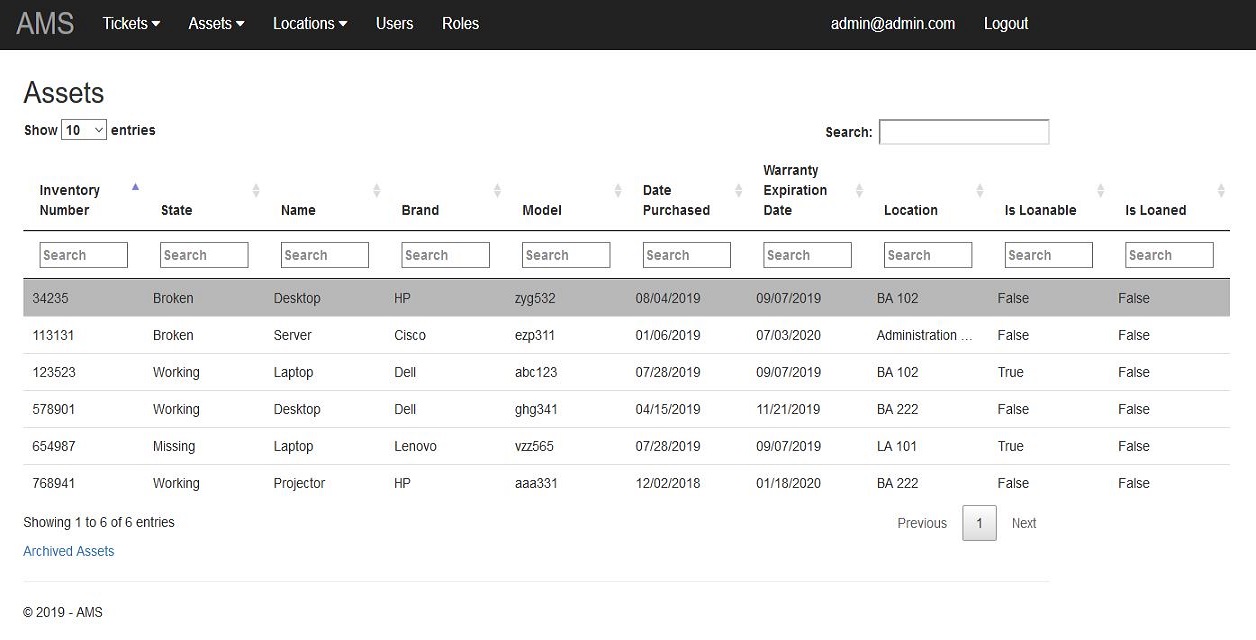 AMS Tickets Assets Locations Users Roles admin@admin.com Logout
Assets
Show 10 entries Search:
Inventory Number State Name Brand Model Date Purchased Warranty Expiration Date Location Is Loanable Is Loaned
Search Search Search Search Search Search Search Search Search Search
34235 Broken Desktop HP zyg532 08/04/2019 09/07/2019 BA 102 False False
113131 Broken Server Cisco ezp311 01/06/2019 07/03/2020 Administration ... False False
123523 Working Laptop Dell abc123 07/28/2019 09/07/2019 BA 102 True False
578901 Working Desktop Dell ghg341 04/15/2019 11/21/2019 BA 222 False False
654987 Missing Laptop Lenovo vzz565 07/28/2019 09/07/2019 LA 101 True False
768941 Working Projector HP aaa331 12/02/2018 01/18/2020 BA 222 False False
Showing 1 to 6 of 6 entries Previous 1 Next
Archived Assets
© 2019 - AMS